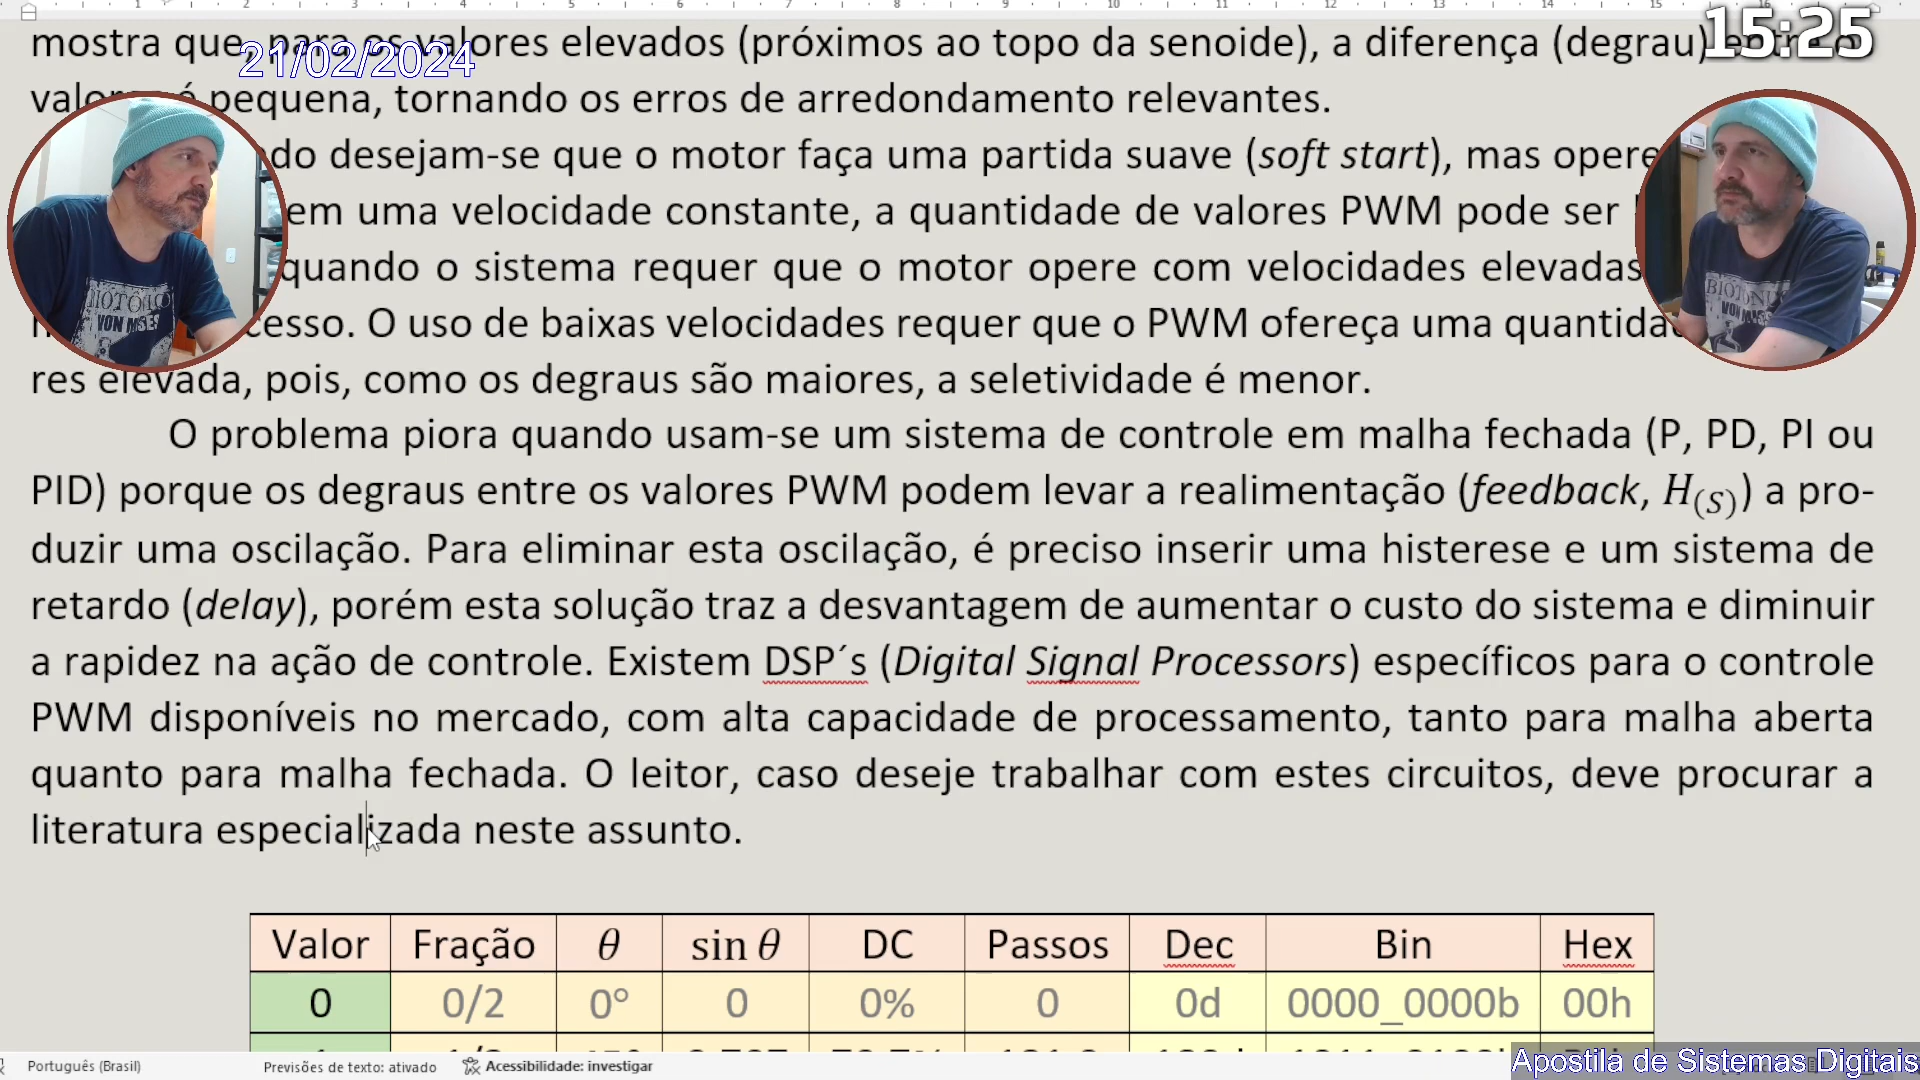 15:25
21/02/2024
mostra que, para os valores elevados (próximos ao topo da senoide), a diferença (degrau)
valores é pequena, tornando os erros de arredondamento relevantes.
do desejam-se que o motor faça uma partida suave (soft start), mas opere
em uma velocidade constante, a quantidade de valores PWM pode ser
quando o sistema requer que o motor opere com velocidades elevadas
cesso. O uso de baixas velocidades requer que o PWM ofereça uma
res elevada, pois, como os degraus são maiores, a seletividade é menor.
O problema piora quando usam-se um sistema de controle em malha fechada (P, PD, PI ou
PID) porque os degraus entre os valores PWM podem levar a realimentação (feedback, H(S)) a pro-
duzir uma oscilação. Para eliminar esta oscilação, é preciso inserir uma histerese e um sistema de
retardo (delay), porém esta solução traz a desvantagem de aumentar o custo do sistema e diminuir
a rapidez na ação de controle. Existem DSP´s (Digital Signal Processors) específicos para o controle
PWM disponíveis no mercado, com alta capacidade de processamento, tanto para malha aberta
quanto para malha fechada. O leitor, caso deseje trabalhar com estes circuitos, deve procurar a
literatura especializada neste assunto.
Valor Fração θ sin θ DC Passos Dec Bin Hex
0 0/2 0° 0 0% 0 0d 0000_0000b 00h
BIOTONIX
VON
Português (Brasil) Previsões de texto: ativado Acessibilidade: investigar
Apostila de Sistemas Digitais